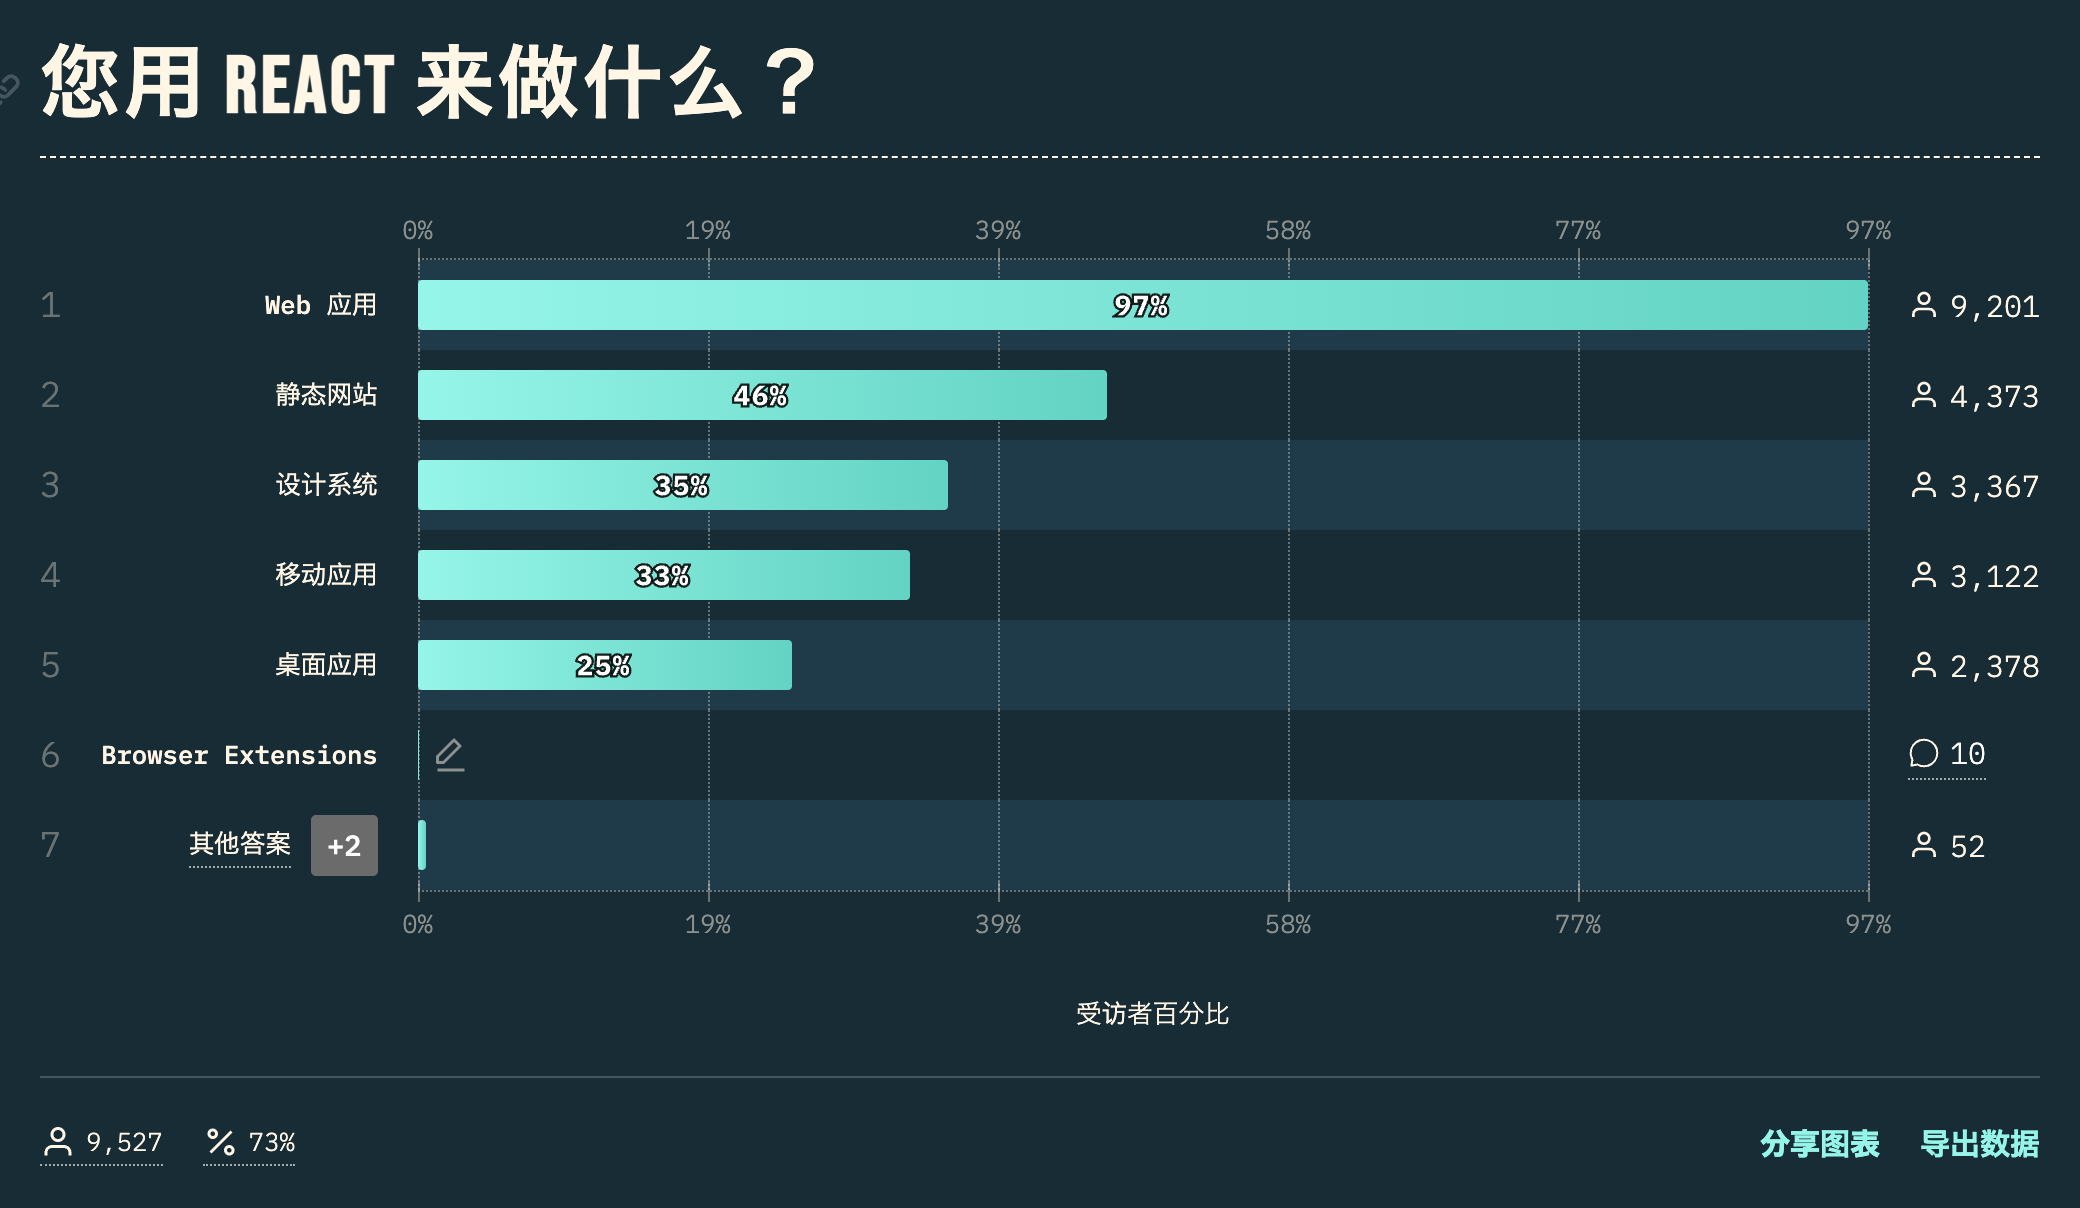 您用 REACT 来做什么？
0% 19% 39% 58% 77% 97%
1 Web 应用 97% 9,201
2 静态网站 46% 4,373
3 设计系统 35% 3,367
4 移动应用 33% 3,122
5 桌面应用 25% 2,378
6 Browser Extensions 10
7 其他答案 +2 52
0% 19% 39% 58% 77% 97%
受访者百分比
9,527 73% 分享图表 导出数据